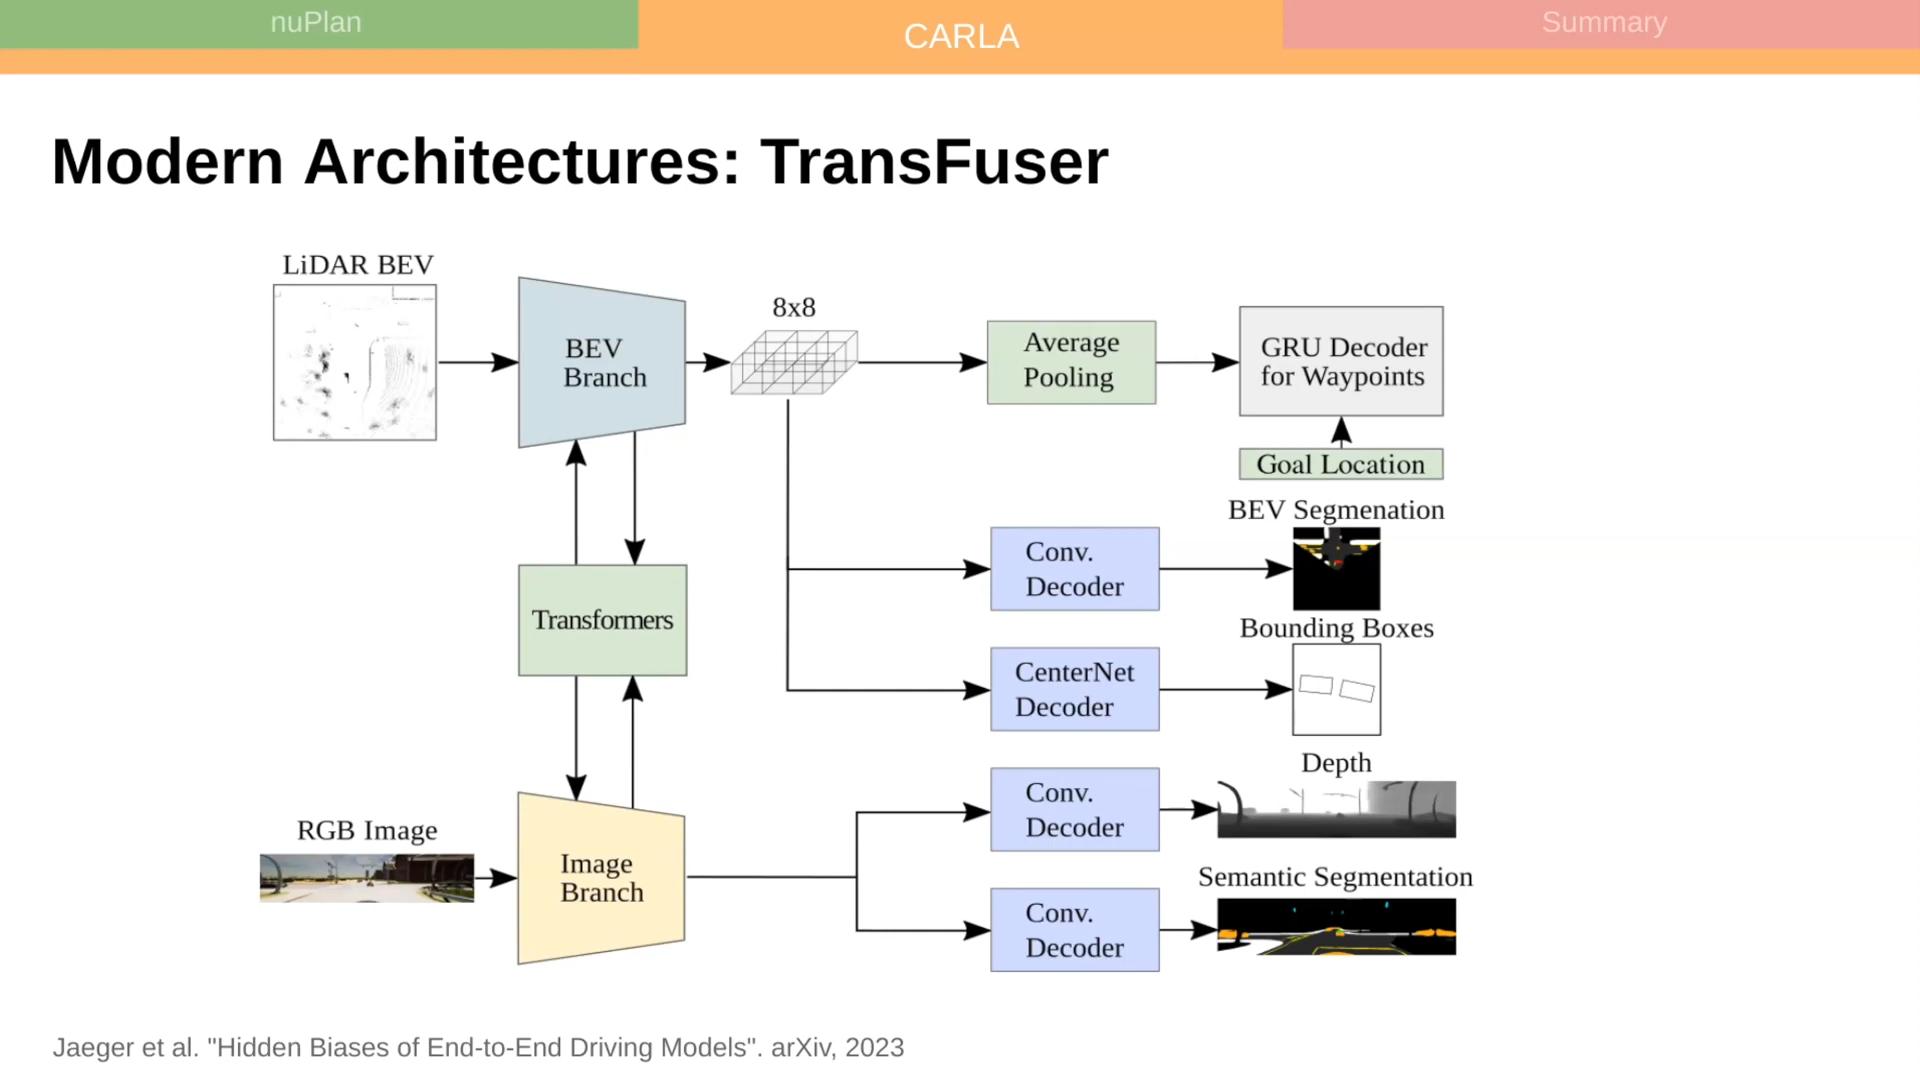 nuPlan
CARLA
Summary
Modern Architectures: TransFuser
LiDAR BEV
BEV
Branch
8x8
Average
Pooling
GRU Decoder
for Waypoints
Goal Location
BEV Segmenation
Conv.
Decoder
Bounding Boxes
Transformers
CenterNet
Decoder
Depth
Conv.
Decoder
RGB Image
Image
Branch
Semantic Segmentation
Conv.
Decoder
Jaeger et al. "Hidden Biases of End-to-End Driving Models". arXiv, 2023